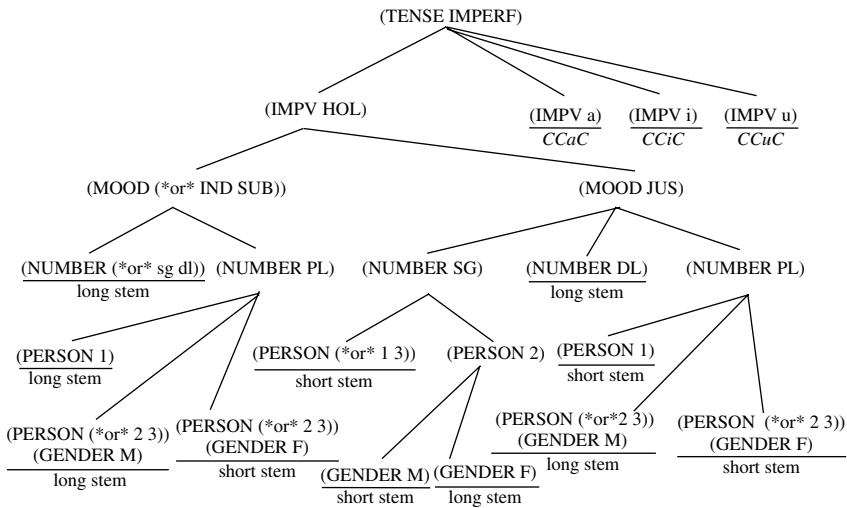 (TENSE IMPERF)
(IMPV HOL)
(IMPV a)
(IMPV i)
(IMPV u)
CCaC
CCiC
CCuC
(MOOD (*or* IND SUB))
(MOOD JUS)
(NUMBER (*or* sg dl))
(NUMBER PL)
(NUMBER SG)
(NUMBER DL)
(NUMBER PL)
long stem
long stem
(PERSON 1)
long stem
(PERSON (*or* 1 3))
short stem
(PERSON 2)
(PERSON 1)
short stem
(PERSON (*or* 2 3))
(GENDER M)
long stem
(PERSON (*or* 2 3))
(GENDER F)
short stem
(GENDER M)
short stem
(GENDER F)
long stem
(PERSON (*or*2 3))
(GENDER M)
long stem
(PERSON (*or* 2 3))
(GENDER F)
short stem